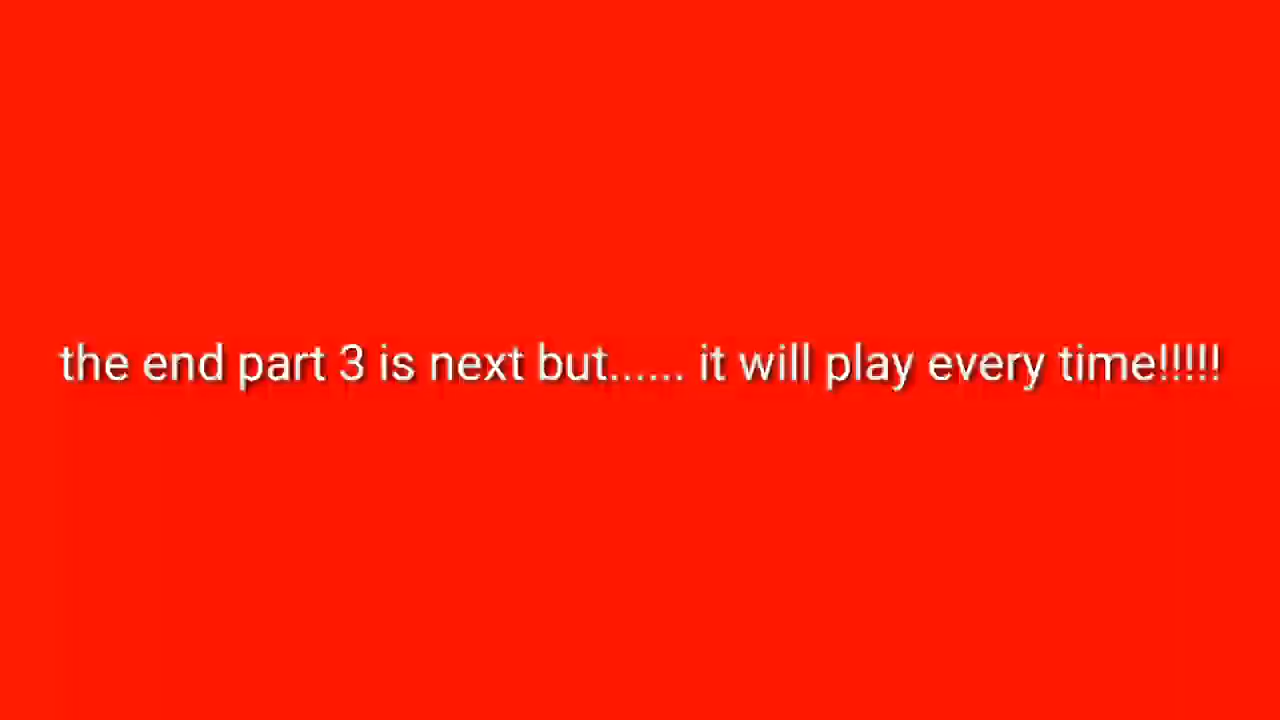 the end part 3 is next but...... it will play every time!!!!!